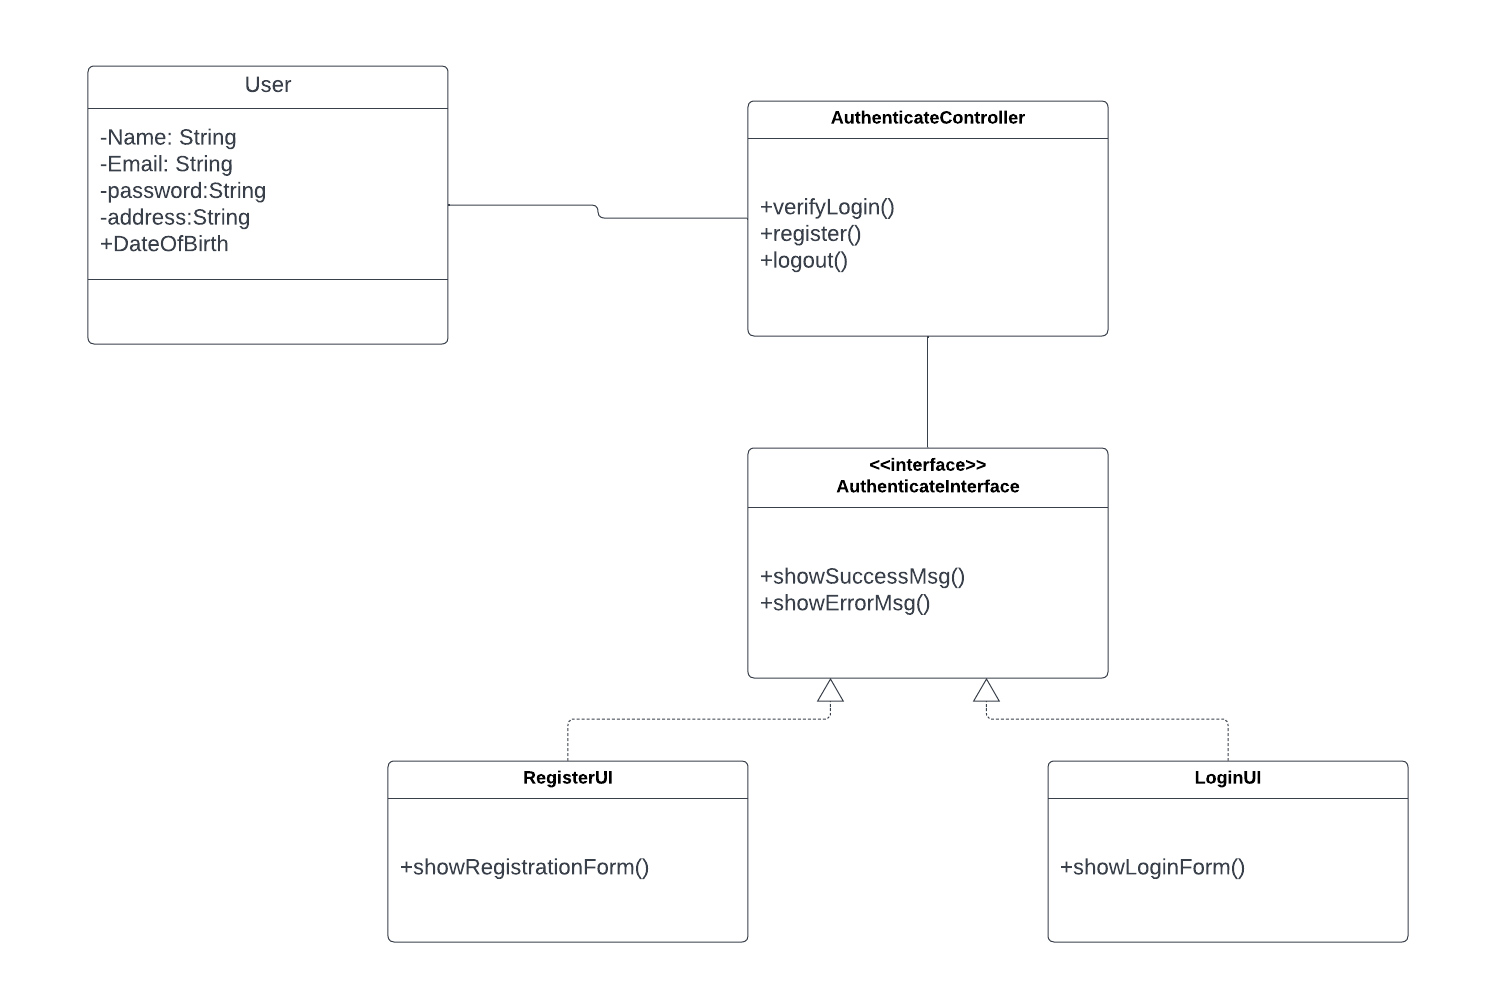 User
-Name: String
-Email: String
-password:String
-address:String
+DateOfBirth
AuthenticateController
+verifyLogin()
+register()
+logout()
<<interface>>
AuthenticateInterface
+showSuccessMsg()
+showErrorMsg()
RegisterUI
+showRegistrationForm()
LoginUI
+showLoginForm()